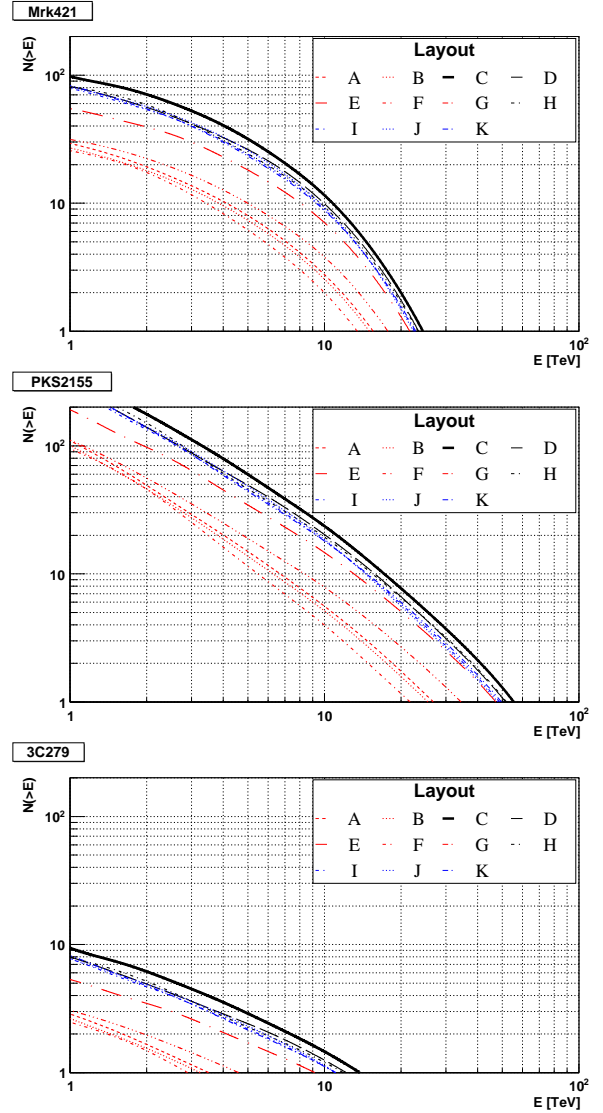 Mrk421
N(>E)
Layout
A B C D
E F G H
I J K
10²
10
1
1 10 10²
E [TeV]
PKS2155
N(>E)
Layout
A B C D
E F G H
I J K
10²
10
1
1 10 10²
E [TeV]
3C279
N(>E)
Layout
A B C D
E F G H
I J K
10²
10
1
1 10 10²
E [TeV]